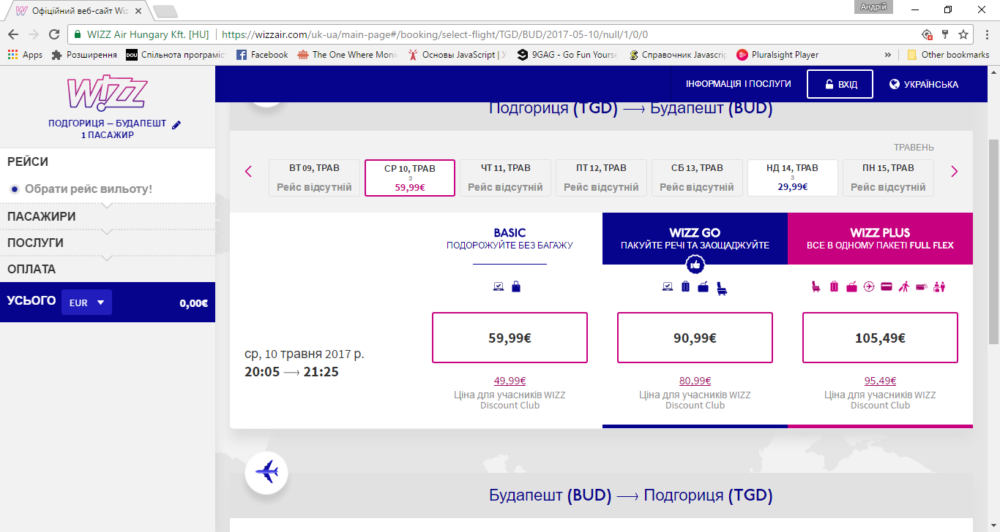 Офіційний веб-сайт Wiz
Андрій
WIZZ Air Hungary Kft. [HU]
https://wizzair.com/uk-ua/main-page#/booking/select-flight/TGD/BUD/2017-05-10/null/1/0/0
Apps
Розширення
DOU
Спільнота програміс
Facebook
The One Where Moni
Основы JavaScript |
9GAG - Go Fun Yourse
Справочник Javascrip
Pluralsight Player
»
Other bookmarks
WIZZ
ІНФОРМАЦІЯ І ПОСЛУГИ
ВХІД
УКРАЇНСЬКА
ПОДГОРИЦЯ — БУДАПЕШТ
1 ПАСАЖИР
РЕЙСИ
Обрати рейс вильоту!
ПАСАЖИРИ
ПОСЛУГИ
ОПЛАТА
УСЬОГО
EUR
0,00€
Подгориця (TGD) → Будапешт (BUD)
ТРАВЕНЬ
ВТ 09, ТРАВ
Рейс відсутній
СР 10, ТРАВ
з
59,99€
ЧТ 11, ТРАВ
Рейс відсутній
ПТ 12, ТРАВ
Рейс відсутній
СБ 13, ТРАВ
Рейс відсутній
НД 14, ТРАВ
з
29,99€
ПН 15, ТРАВ
Рейс відсутній
BASIC
ПОДОРОЖУЙТЕ БЕЗ БАГАЖУ
WIZZ GO
ПАКУЙТЕ РЕЧІ ТА ЗАОЩАДЖУЙТЕ
WIZZ PLUS
ВСЕ В ОДНОМУ ПАКЕТІ FULL FLEX
ср, 10 травня 2017 р.
20:05 → 21:25
59,99€
49,99€
Ціна для учасників WIZZ
Discount Club
90,99€
80,99€
Ціна для учасників WIZZ
Discount Club
105,49€
95,49€
Ціна для учасників WIZZ
Discount Club
Будапешт (BUD) → Подгориця (TGD)